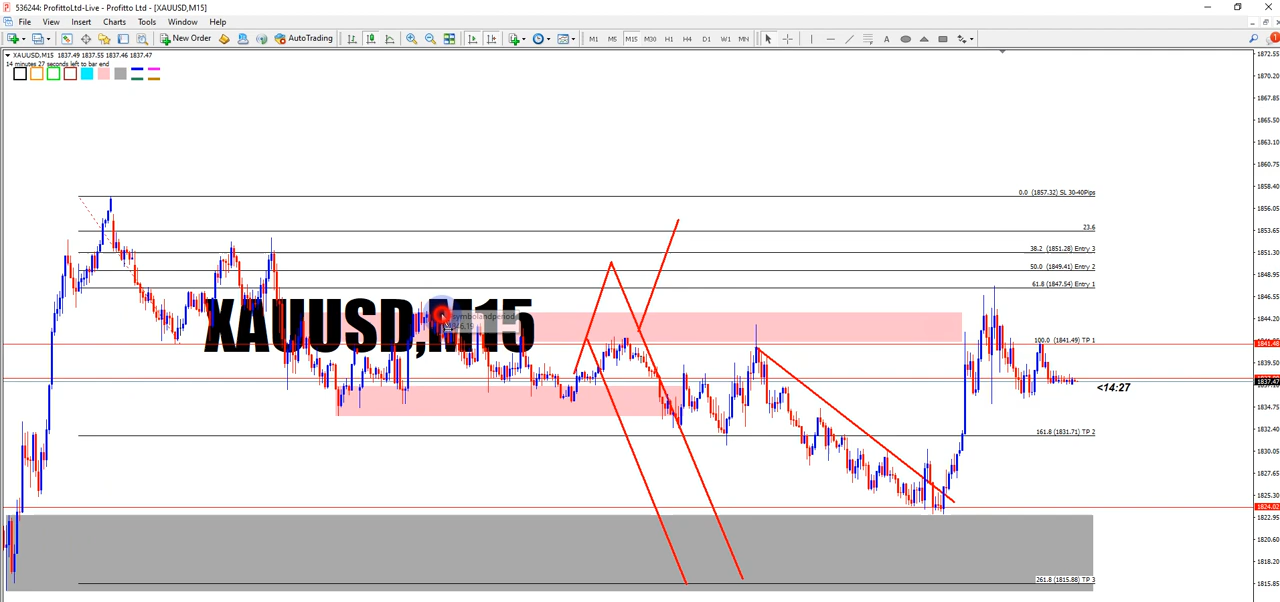 536244: ProfittoLtd-Live - Profitto Ltd - [XAUUSD,M15]
File View Insert Charts Tools Window Help
New Order AutoTrading M1 M5 M15 M30 H1 H4 D1 W1 MN A 1
XAUUSD,M15 1837.49 1837.55 1837.46 1837.47
14 minutes 27 seconds left to bar end
1872.55
1870.20
1867.85
1865.50
1863.10
1860.75
0.0 (1857.32) SL 30-40Pips
1858.40
1856.05
23.6
1853.65
38.2 (1851.28) Entry 3
1851.30
50.0 (1849.41) Entry 2
1848.95
61.8 (1847.54) Entry 1
1846.55
XAUUSD,M15
symbolandperiod
1844.20
100.0 (1841.49) TP 1
1839.50
1837.47
<14:27
1834.75
161.8 (1831.71) TP 2
1832.40
1830.05
1827.65
1825.30
1824.02
1822.95
1820.60
1818.20
261.8 (1815.88) TP 3
1815.85